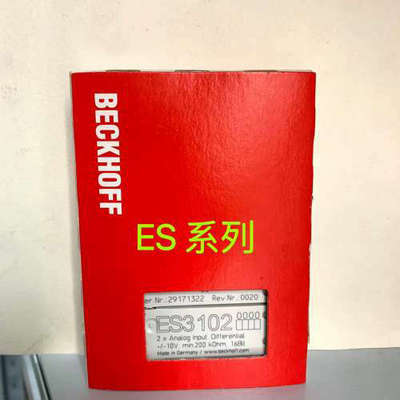 BECKHOFF
ES 系列
er Nr.:29171322 Rev Nr. 0020
ES3102 0000
2 x Analog Input Differential
+/-10V, min.200 kOhm, 16Bit
Made in Germany / www.beckhoff.com